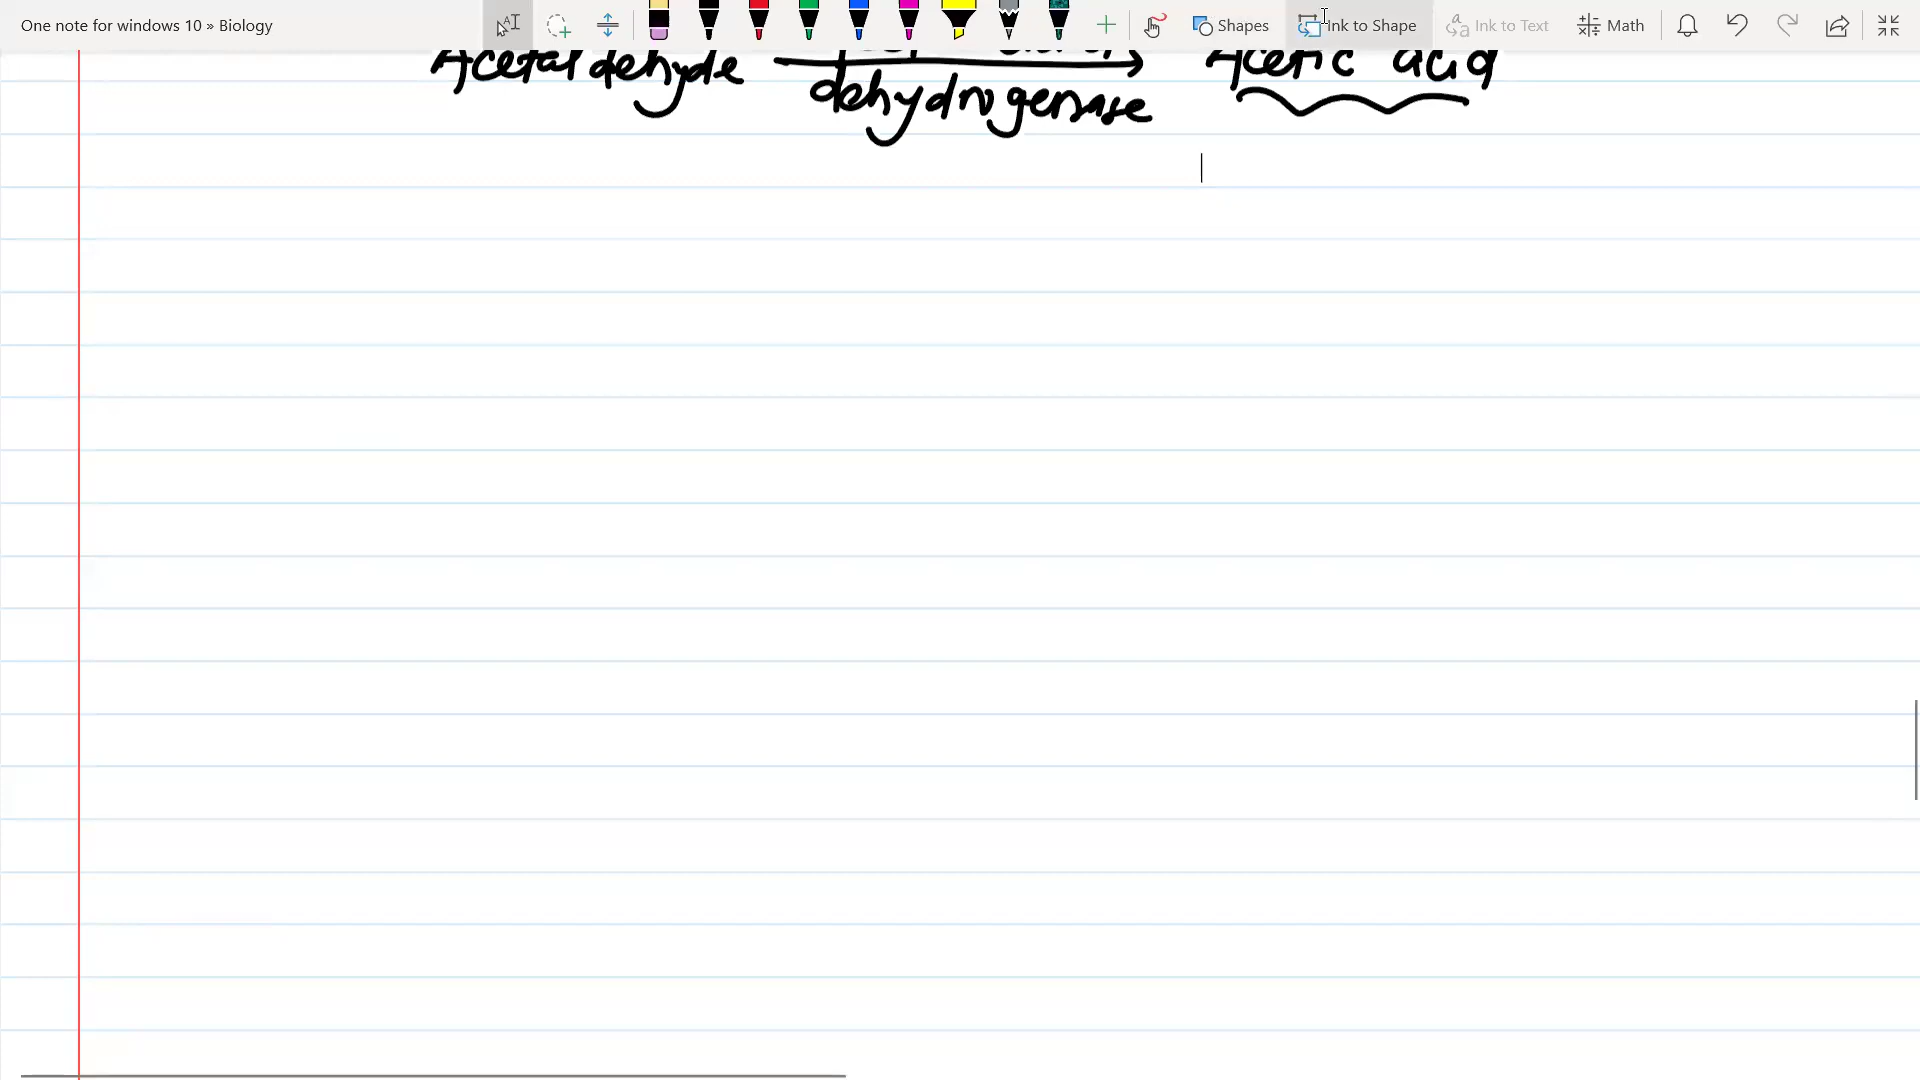 One note for windows 10 » Biology
Shapes
Ink to Shape
Ink to Text
Math
Acetaldehyde
Acetic acid
dehydrogenase